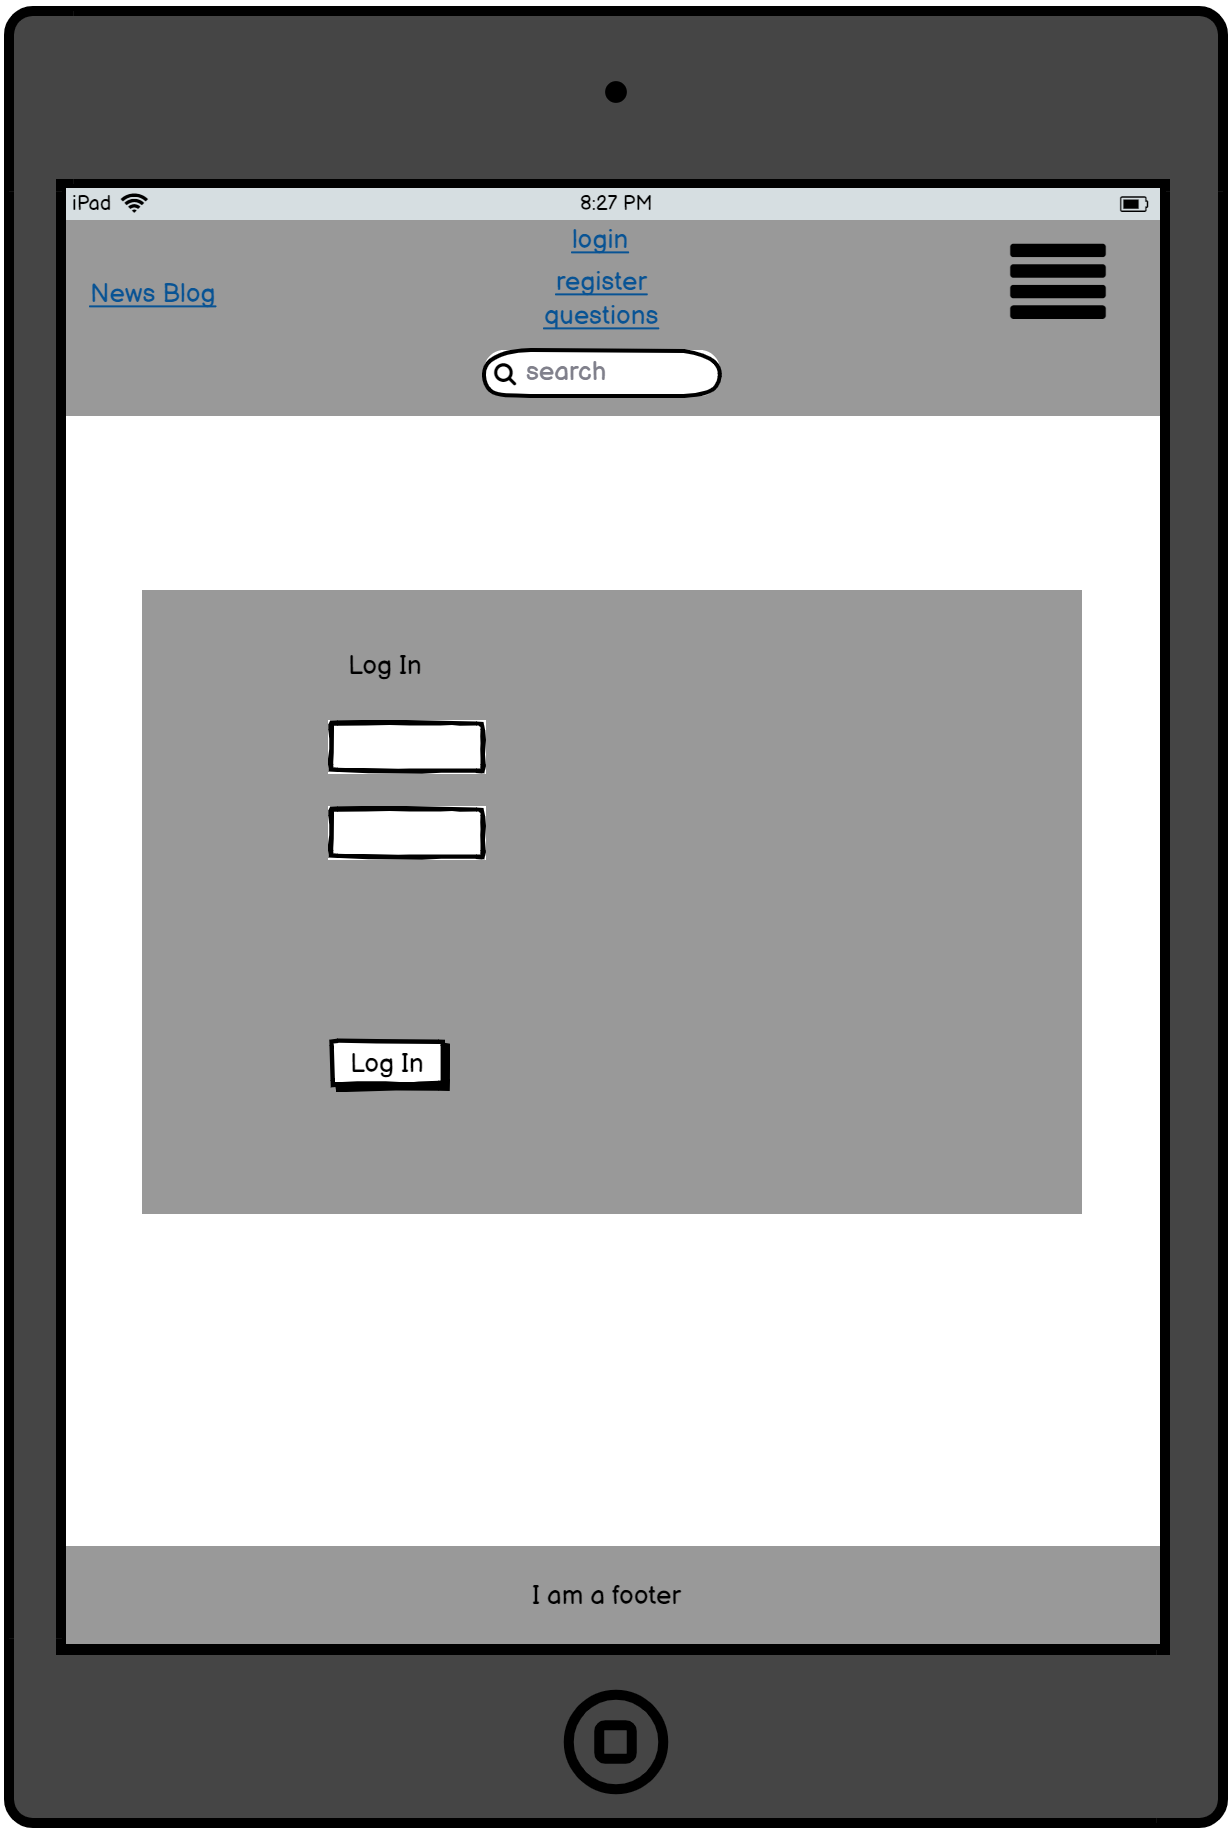 iPad 8:27 PM
login
News Blog
register
questions
search
Log In
Log In
I am a footer